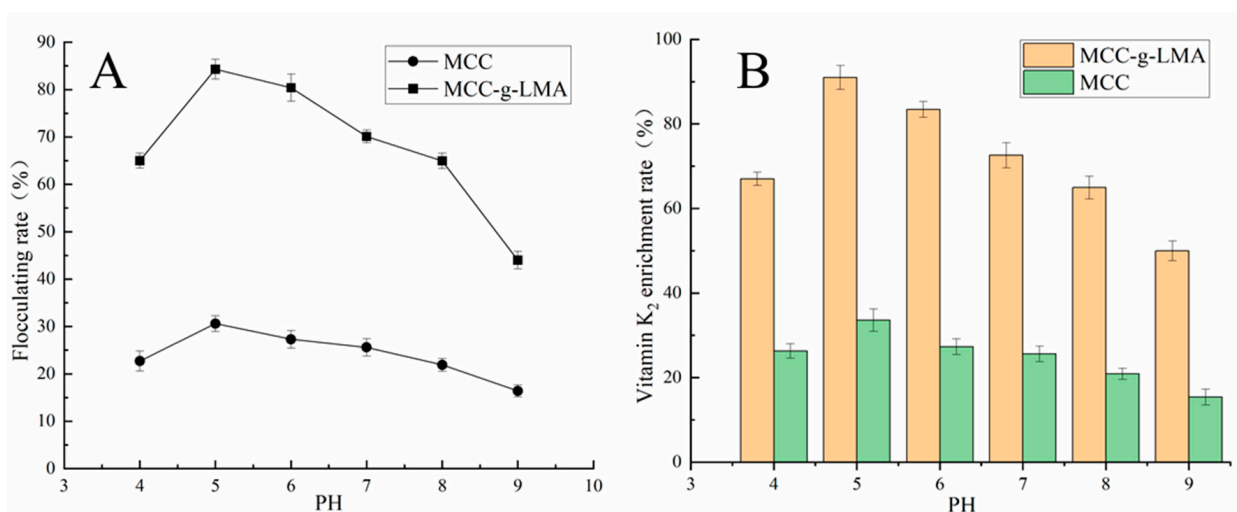 A
MCC
MCC-g-LMA
Flocculating rate（%）
90
80
70
60
50
40
30
20
10
0
3 4 5 6 7 8 9 10
PH
B
MCC-g-LMA
MCC
Vitamin K₂ enrichment rate（%）
100
80
60
40
20
0
3 4 5 6 7 8 9
PH